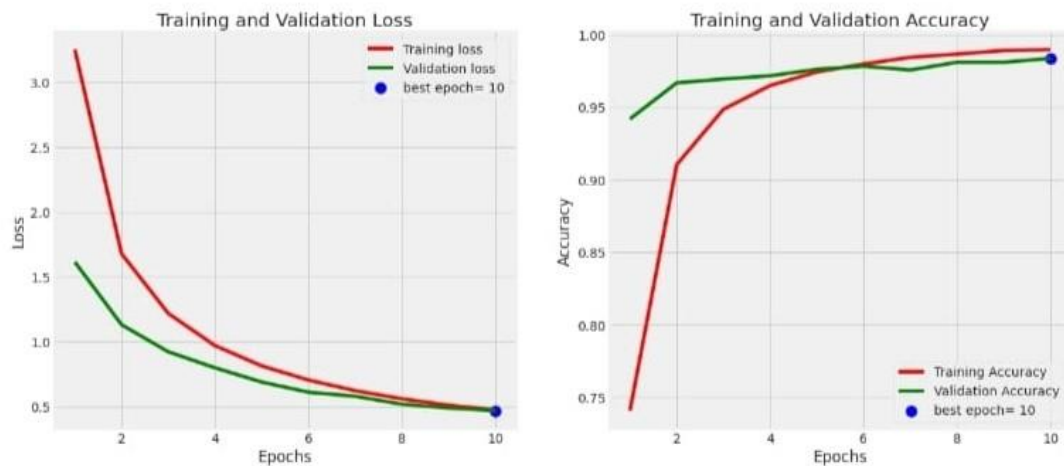 Training and Validation Loss
Training loss
Validation loss
best epoch= 10
3.0
2.5
2.0
1.5
1.0
0.5
Loss
2
4
6
8
10
Epochs
Training and Validation Accuracy
1.00
0.95
0.90
0.85
0.80
0.75
Accuracy
Training Accuracy
Validation Accuracy
best epoch= 10
2
4
6
8
10
Epochs